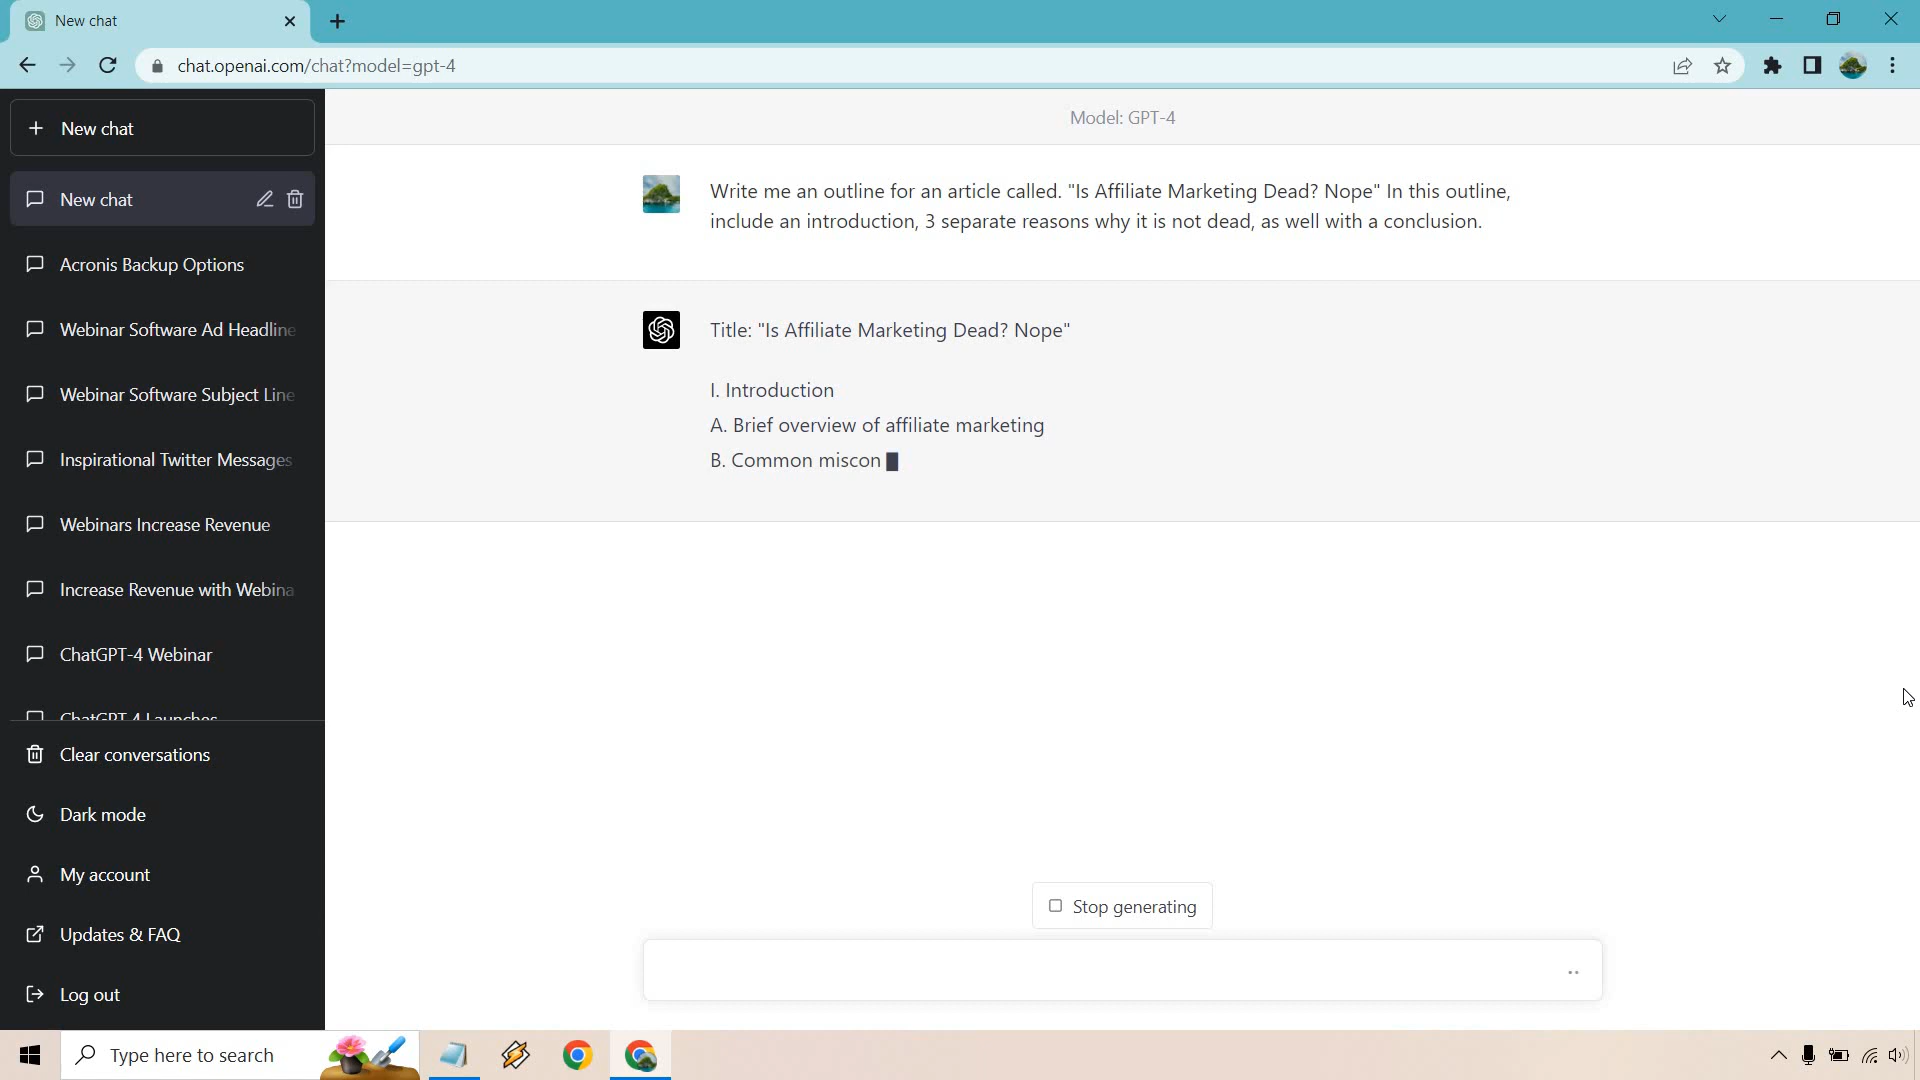 New chat
chat.openai.com/chat?model=gpt-4
New chat
New chat
Acronis Backup Options
Webinar Software Ad Headline
Webinar Software Subject Line
Inspirational Twitter Messages
Webinars Increase Revenue
Increase Revenue with Webina
ChatGPT-4 Webinar
ChatGPT-4 Launches
Clear conversations
Dark mode
My account
Updates & FAQ
Log out
Model: GPT-4
Write me an outline for an article called. "Is Affiliate Marketing Dead? Nope" In this outline,
include an introduction, 3 separate reasons why it is not dead, as well with a conclusion.
Title: "Is Affiliate Marketing Dead? Nope"
I. Introduction
A. Brief overview of affiliate marketing
B. Common miscon
Stop generating
Type here to search